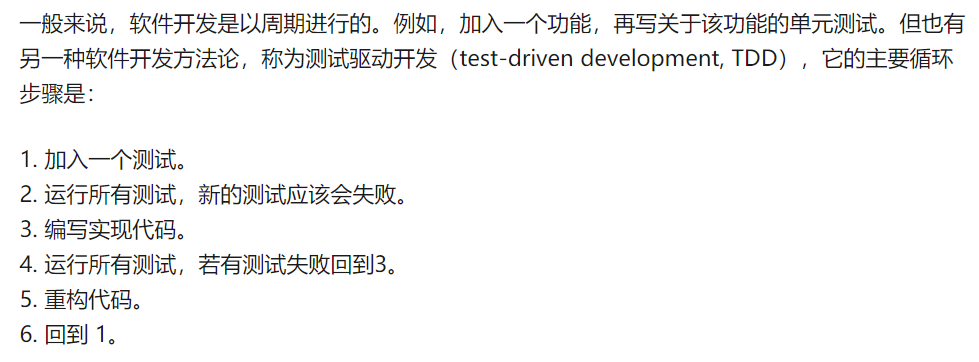 一般来说，软件开发是以周期进行的。例如，加入一个功能，再写关于该功能的单元测试。但也有
另一种软件开发方法论，称为测试驱动开发（test-driven development, TDD），它的主要循环
步骤是：
1. 加入一个测试。
2. 运行所有测试，新的测试应该会失败。
3. 编写实现代码。
4. 运行所有测试，若有测试失败回到3。
5. 重构代码。
6. 回到 1。